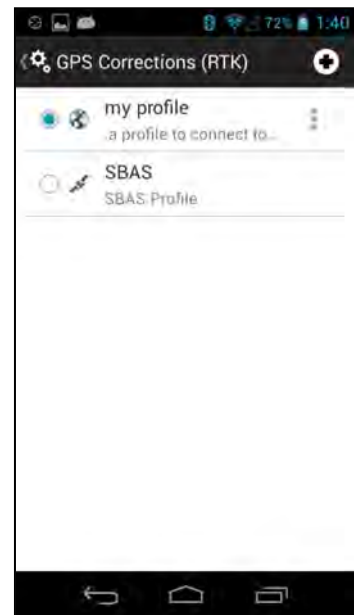 72% 1:40
GPS Corrections (RTK)
my profile
a profile to connect to...
SBAS
SBAS Profile